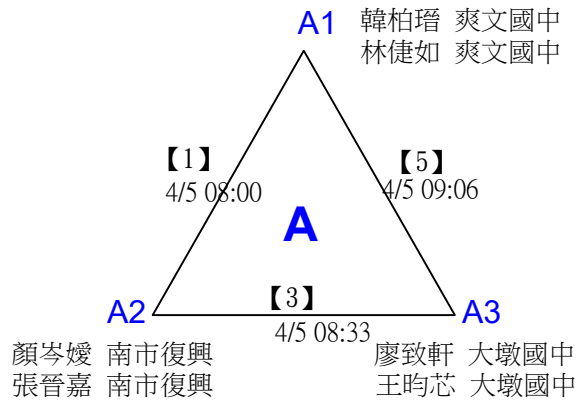 A1
韓柏瑨 爽文國中
林倢如 爽文國中
【1】
4/5 08:00
【5】
4/5 09:06
A
A2
【3】
4/5 08:33
A3
顏岑嬡 南市復興
張晉嘉 南市復興
廖致軒 大墩國中
王昀芯 大墩國中